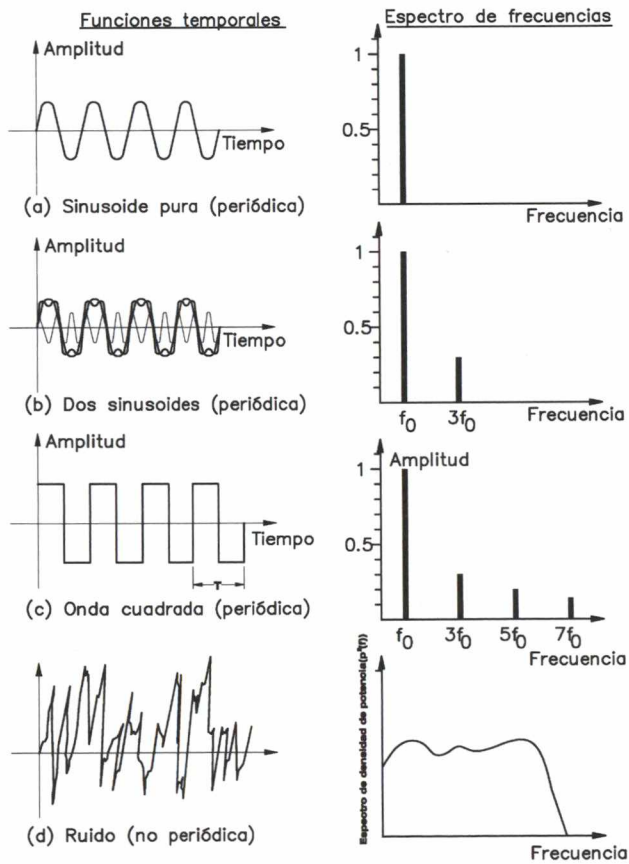 Funciones temporales
Espectro de frecuencias
Amplitud
Tiempo
(a) Sinusoide pura (periódica)
1
0.5
Frecuencia
Amplitud
Tiempo
(b) Dos sinusoides (periódica)
1
0.5
f0 3f0
Frecuencia
Amplitud
Tiempo
T
(c) Onda cuadrada (periódica)
Amplitud
1
0.5
f0 3f0 5f0 7f0
Frecuencia
(d) Ruido (no periódica)
Espectro de densidad de potencia(p²(f))
Frecuencia